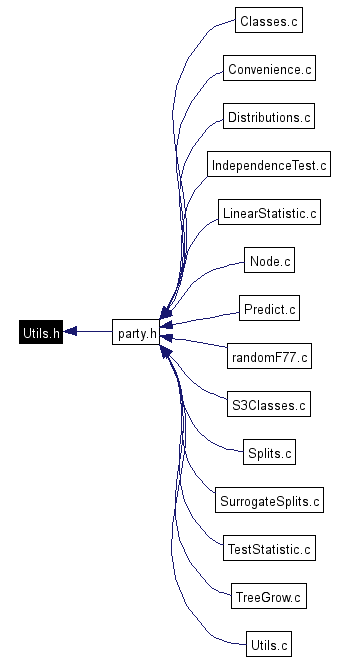 Classes.c
Convenience.c
Distributions.c
IndependenceTest.c
LinearStatistic.c
Node.c
Predict.c
Utils.h
party.h
randomF77.c
S3Classes.c
Splits.c
SurrogateSplits.c
TestStatistic.c
TreeGrow.c
Utils.c